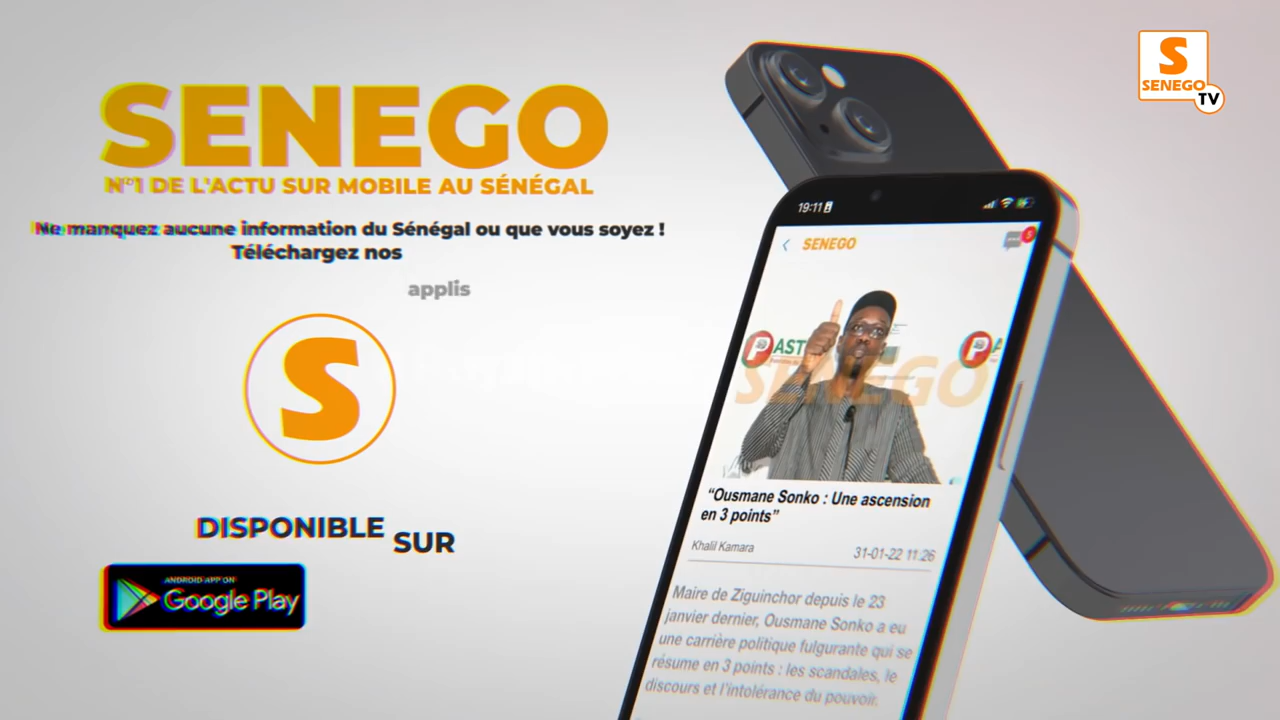 SENEGO
N°1 DE L'ACTU SUR MOBILE AU SÉNÉGAL
Ne manquez aucune information du Sénégal ou que vous soyez !
Téléchargez nos
applis
S
DISPONIBLE
SUR
ANDROID APP ON
Google Play
S
SENEGO
TV
19:11
SENEGO
5
PAST
PA
SENEGO
“Ousmane Sonko : Une ascension
en 3 points”
Khalil Kamara
31-01-22 11:26
Maire de Ziguinchor depuis le 23
janvier dernier, Ousmane Sonko a eu
une carrière politique fulgurante qui se
résume en 3 points : les scandales, le
discours et l'intolérance du pouvoir.